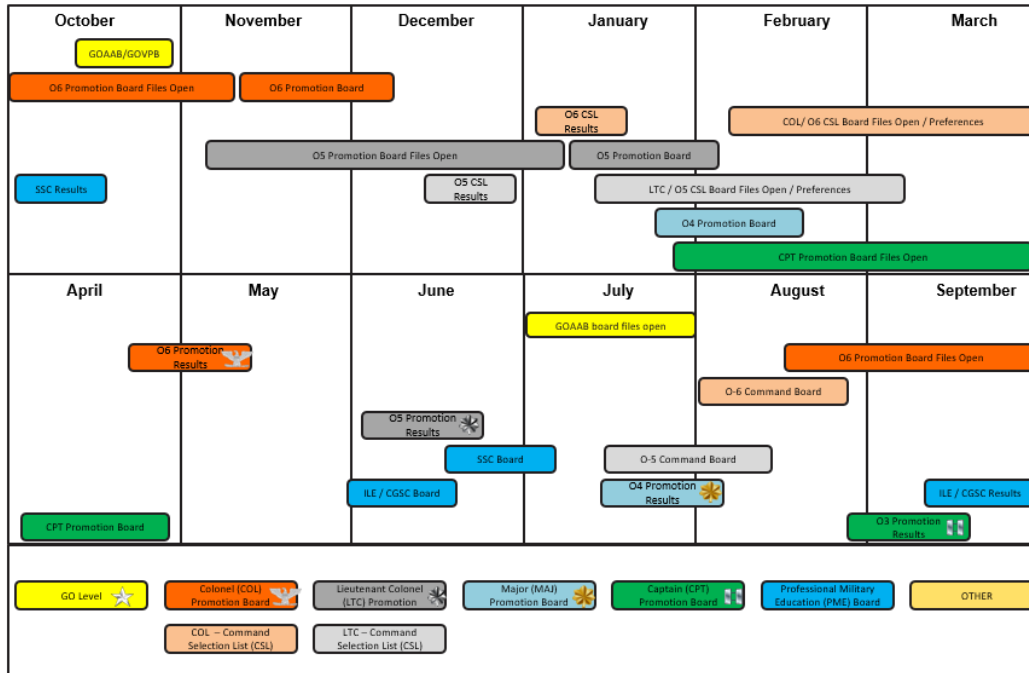 October
November
December
January
February
March
GOAAB/GOVPB
O6 Promotion Board Files Open
O6 Promotion Board
O6 CSL
Results
COL/ O6 CSL Board Files Open / Preferences
O5 Promotion Board Files Open
O5 Promotion Board
SSC Results
O5 CSL
Results
LTC / O5 CSL Board Files Open / Preferences
O4 Promotion Board
CPT Promotion Board Files Open
April
May
June
July
August
September
GOAAB board files open
O6 Promotion
Results
O6 Promotion Board Files Open
O-6 Command Board
O5 Promotion
Results
SSC Board
O-5 Command Board
ILE / CGSC Board
O4 Promotion
Results
ILE / CGSC Results
CPT Promotion Board
O3 Promotion
Results
GO Level
Colonel (COL)
Promotion Board
Lieutenant Colonel
(LTC) Promotion
Major (MAJ)
Promotion Board
Captain (CPT)
Promotion Board
Professional Military
Education (PME) Board
OTHER
COL – Command
Selection List (CSL)
LTC – Command
Selection List (CSL)